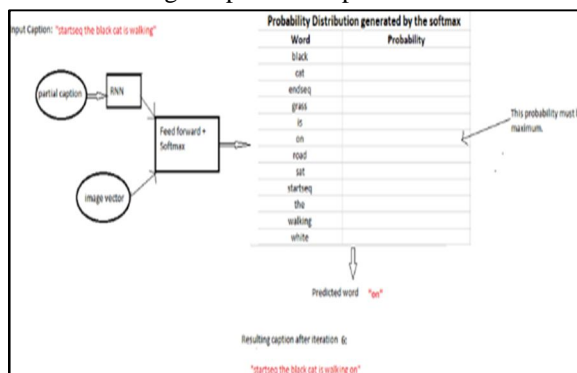 Input Caption: "startseq the black cat is walking"
partial caption
RNN
Feed forward +
Softmax
image vector
Probability Distribution generated by the softmax
Word Probability
black
cat
endseq
grass
is
on
road
sat
startseq
the
walking
white
This probability must
maximum.
Predicted word "on"
Resulting caption after iteration 6:
"startseq the black cat is walking on"